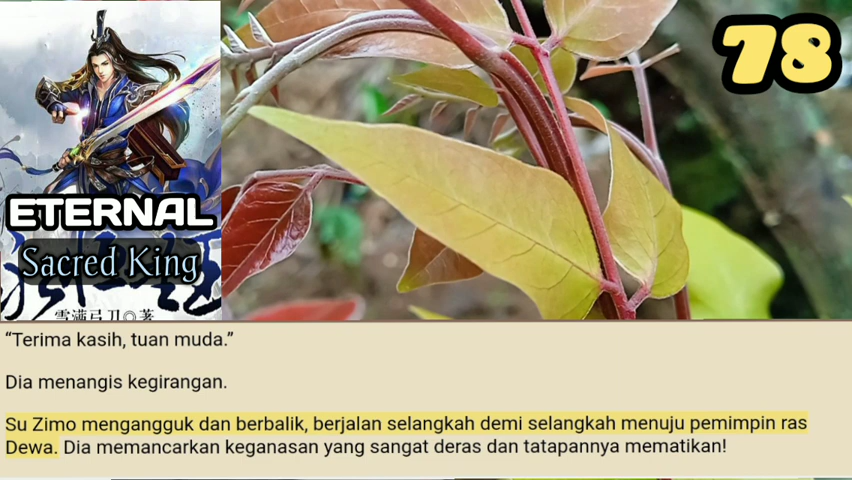 78
ETERNAL
Sacred King
雪满弓刀◎著
“Terima kasih, tuan muda.”
Dia menangis kegirangan.
Su Zimo mengangguk dan berbalik, berjalan selangkah demi selangkah menuju pemimpin ras
Dewa. Dia memancarkan keganasan yang sangat deras dan tatapannya mematikan!